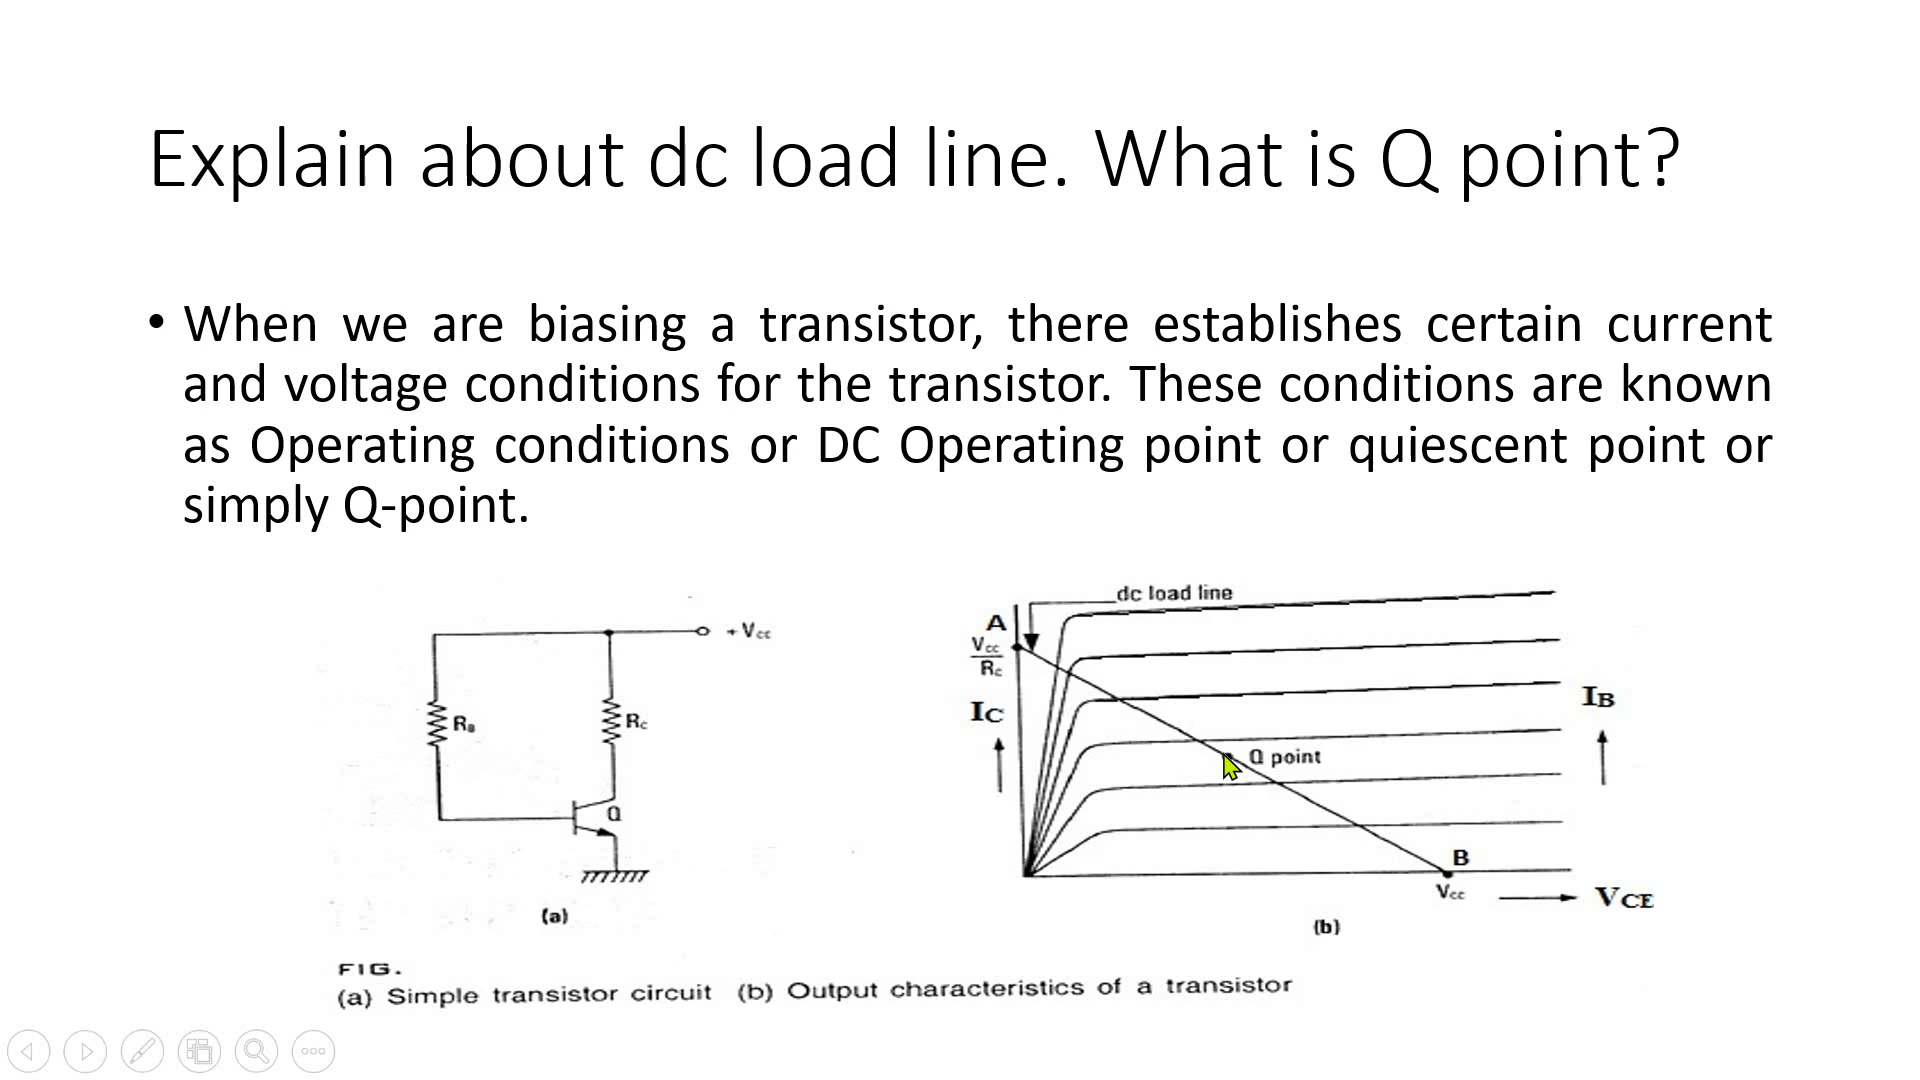 Explain about dc load line. What is Q point?
• When we are biasing a transistor, there establishes certain current
and voltage conditions for the transistor. These conditions are known
as Operating conditions or DC Operating point or quiescent point or
simply Q-point.
+Vcc
RB
Rc
Q
(a)
dc load line
A
Vcc
Rc
IC
IB
Q point
B
Vcc
VCE
(b)
FIG.
(a) Simple transistor circuit (b) Output characteristics of a transistor